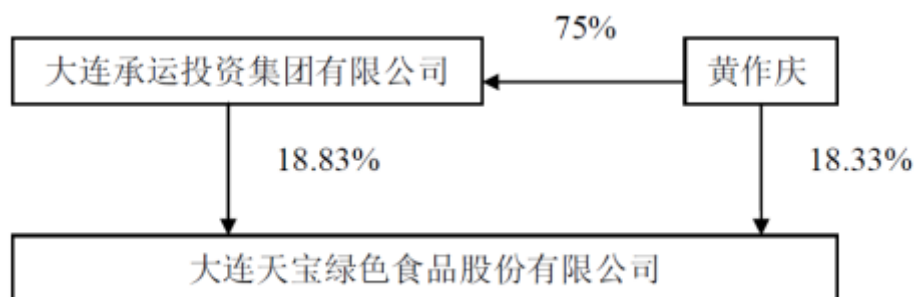 75%
大连承运投资集团有限公司
黄作庆
18.83%
18.33%
大连天宝绿色食品股份有限公司